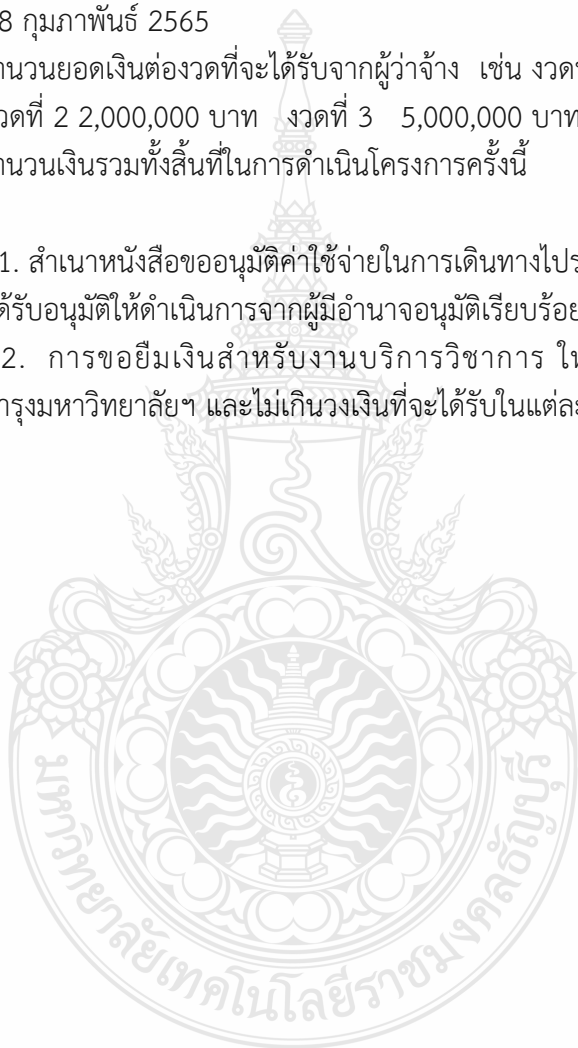 8 กุมภาพันธ์ 2565
จำนวนยอดเงินต่องวดที่จะได้รับจากผู้ว่าจ้าง เช่น
งวดที่ 2 2,000,000 บาท งวดที่ 3 5,000,000 บาท
จำนวนเงินรวมทั้งสิ้นที่ในการดำเนินโครงการครั้งนี้
1. สำเนาหนังสือขออนุมัติค่าใช้จ่ายในการเดินทางไป
ได้รับอนุมัติให้ดำเนินการจากผู้มีอำนาจอนุมัติเรียบร้อย
2. การขอยืมเงินสำหรับงานบริการวิชาการ
บำรุงมหาวิทยาลัยฯ และไม่เกินวงเงินที่จะได้รับในแต่ละ
มหาวิทยาลัยเทคโนโลยีราชมงคลธัญบุรี